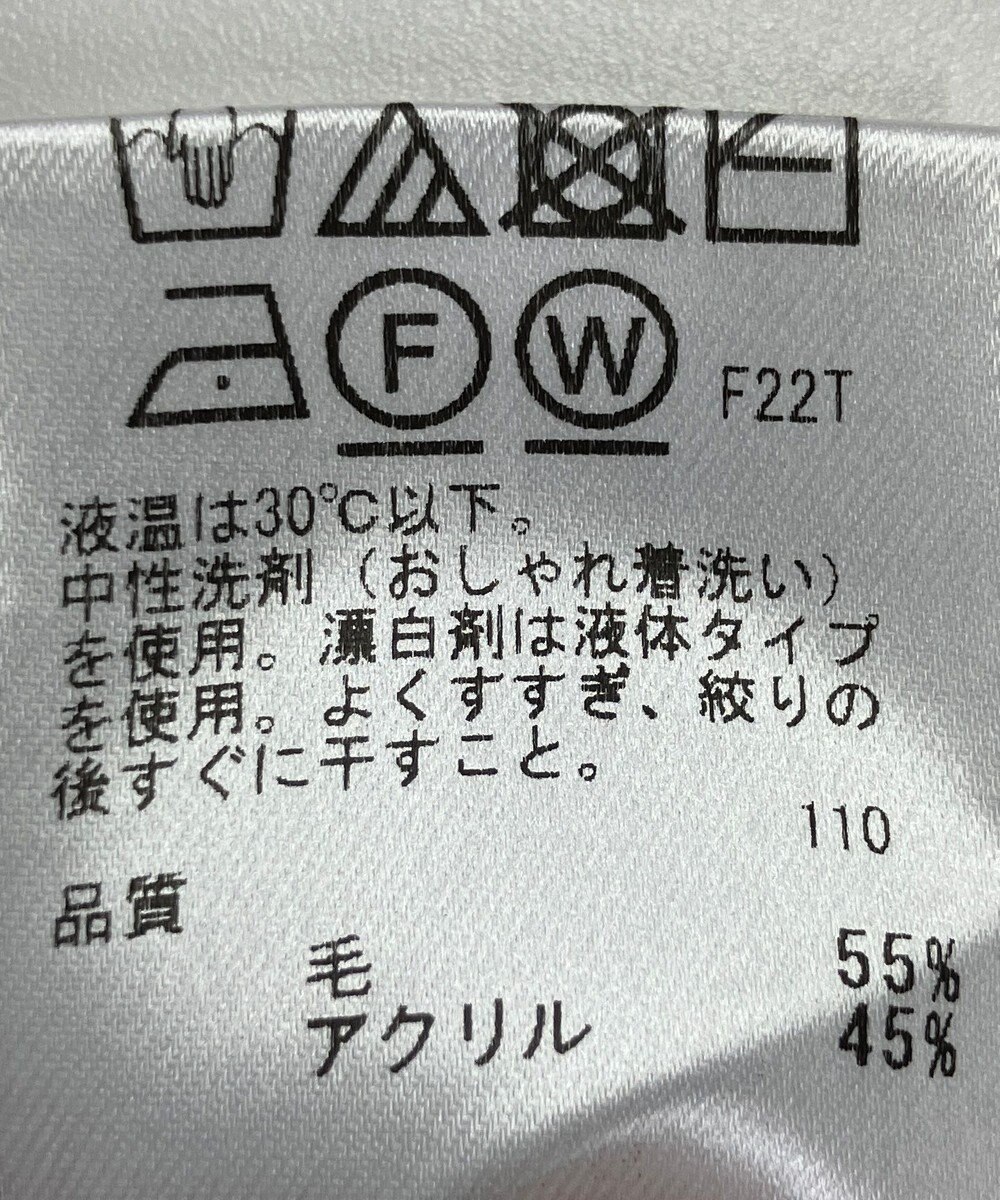 F
W
F22T
液温は30℃以下。
中性洗剤（おしゃれ着洗い）
を使用。漂白剤は液体タイプ
を使用。よくすすぎ、絞りの
後すぐに干すこと。
110
品質
毛 55%
アクリル 45%